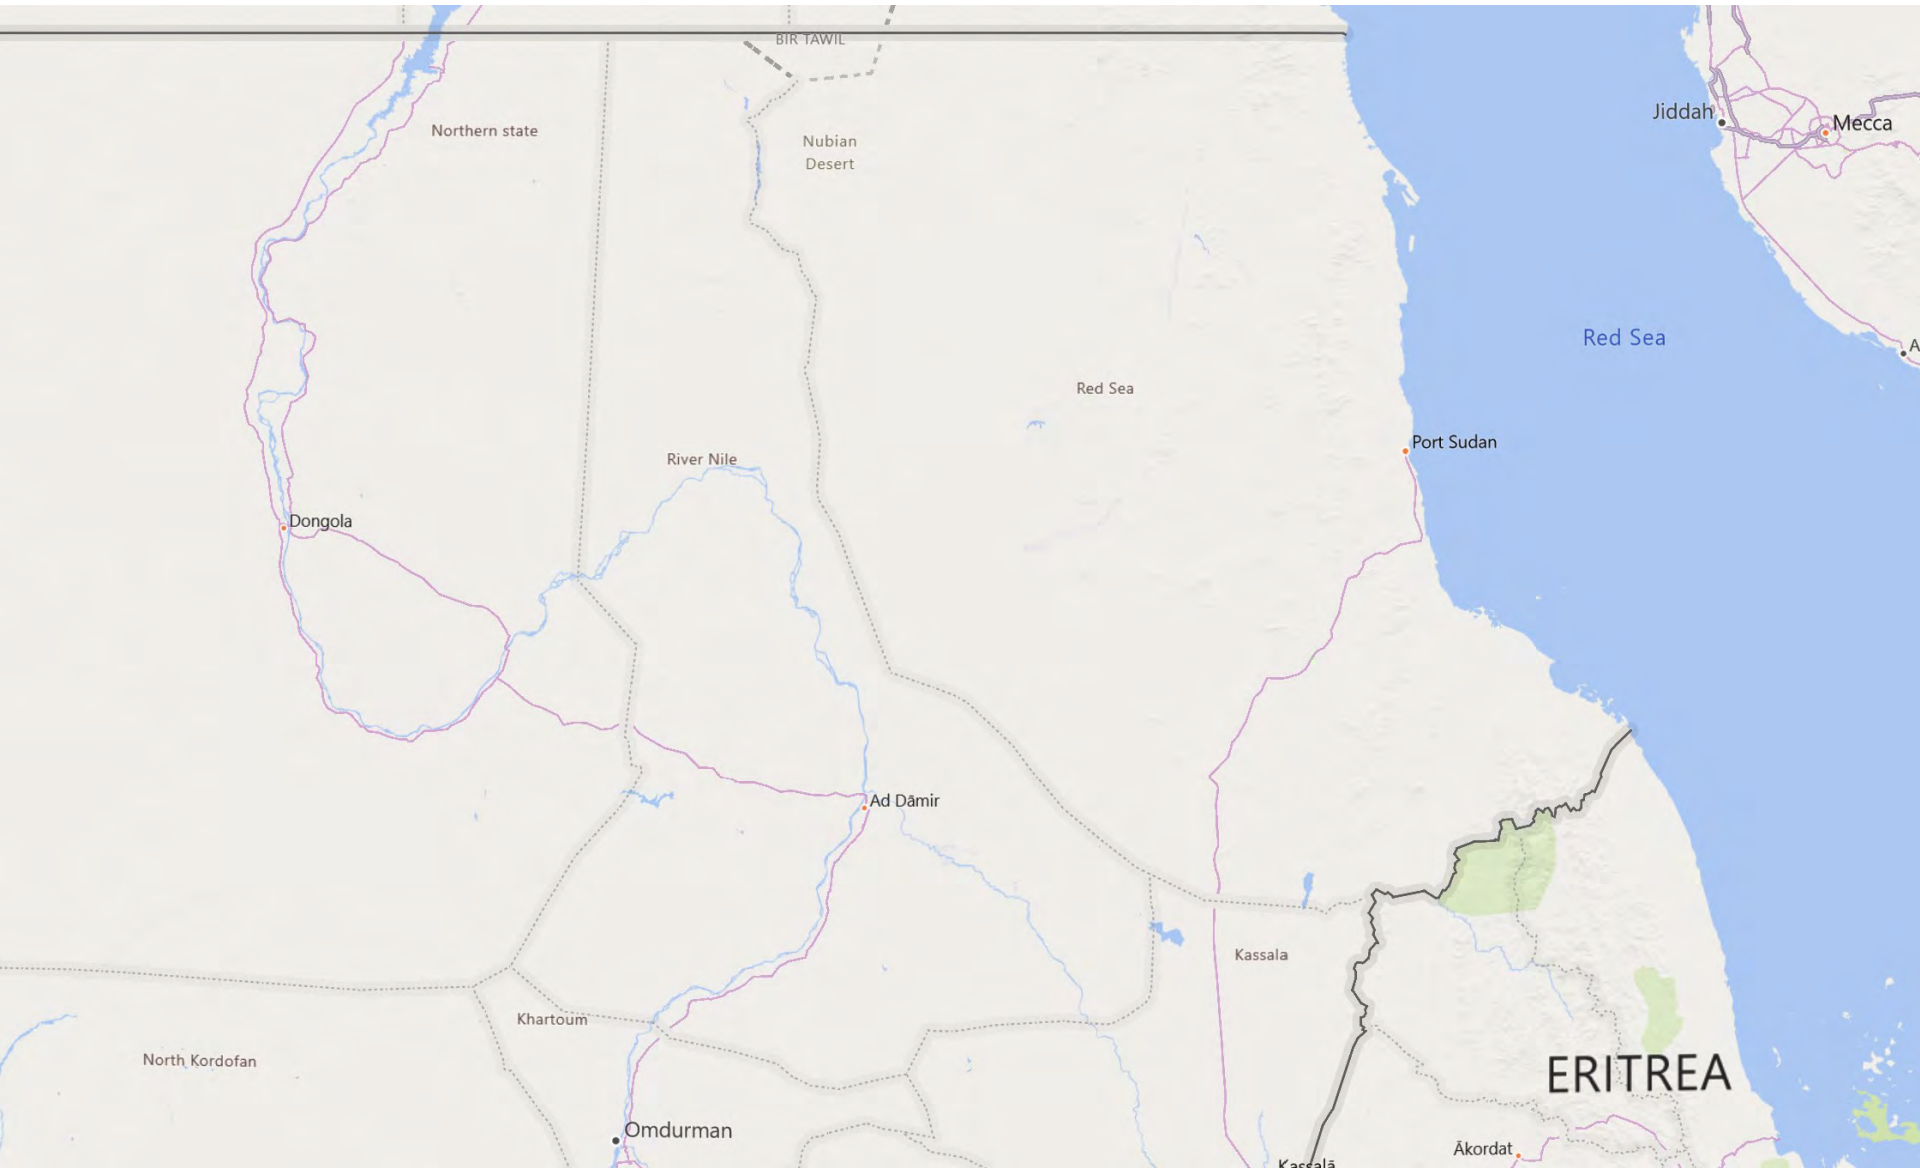 BIR TAWIL
Jiddah
Mecca
Northern state
Nubian
Desert
Red Sea
A
Red Sea
Port Sudan
River Nile
Dongola
Ad Dāmir
Kassala
Khartoum
North Kordofan
ERITREA
Omdurman
Ākordat
Kassalā